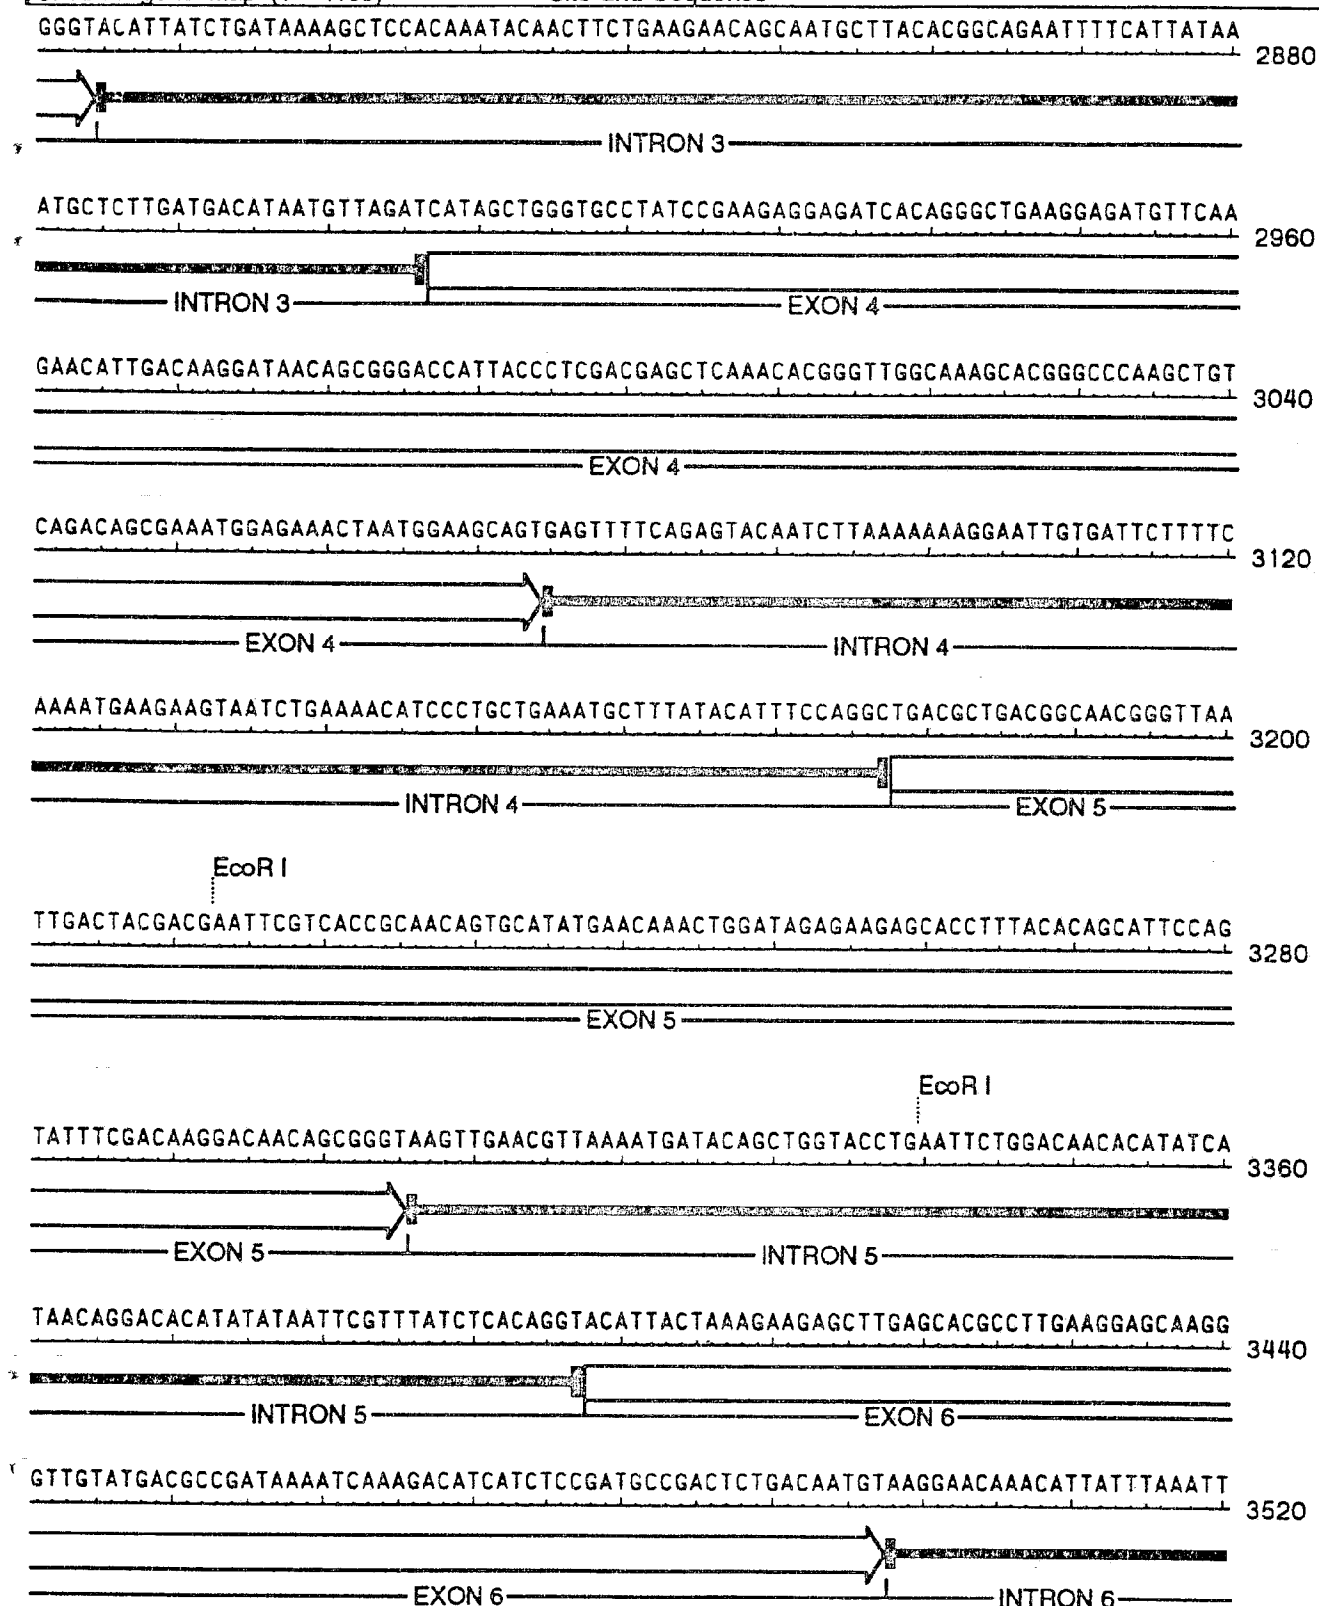 GGGTACATTATCTGATAAAAGCTCCACAAATACAACTTCTGAAGAACAGCAATGCTTACACGGCAGAATTTTCATTATAA
2880
INTRON 3
ATGCTCTTGATGACATAATGTTAGATCATAGCTGGGTGCCTATCCGAAGAGGAGATCACAGGGCTGAAGGAGATGTTCAA
2960
INTRON 3 EXON 4
GAACATTGACAAGGATAACAGCGGGACCATTACCCTCGACGAGCTCAAACACGGGTTGGCAAAGCACGGGCCCAAGCTGT
3040
EXON 4
CAGACAGCGAAATGGAGAAACTAATGGAAGCAGTGAGTTTTCAGAGTACAATCTTAAAAAAAGGAATTGTGATTCTTTTC
3120
EXON 4 INTRON 4
AAAATGAAGAAGTAATCTGAAAACATCCCTGCTGAAATGCTTTATACATTTCCAGGCTGACGCTGACGGCAACGGGTTAA
3200
INTRON 4 EXON 5
EcoR I
TTGACTACGACGAATTCGTCACCGCAACAGTGCATATGAACAAACTGGATAGAGAAGAGCACCTTTACACAGCATTCCAG
3280
EXON 5
EcoR I
TATTTCGACAAGGACAACAGCGGGTAAGTTGAACGTTAAAATGATACAGCTGGTACCTGAATTCTGGACAACACATATCA
3360
EXON 5 INTRON 5
TAACAGGACACATATATAATTCGTTTATCTCACAGGTACATTACTAAAGAAGAGCTTGAGCACGCCTTGAAGGAGCAAGG
3440
INTRON 5 EXON 6
GTTGTATGACGCCGATAAAATCAAAGACATCATCTCCGATGCCGACTCTGACAATGTAAGGAACAAACATTATTTAAATT
3520
EXON 6 INTRON 6